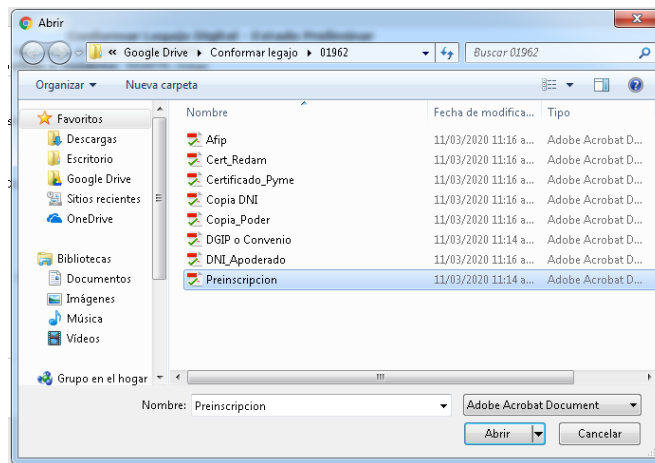 Abrir
Conformar Legajo Digital - Estado Preliminar
« Google Drive Conformar legajo 01962
Buscar 01962
Organizar Nueva carpeta
Nombre Fecha de modifica... Tipo
Favoritos
Descargas
Escritorio
Google Drive
Sitios recientes
OneDrive
Bibliotecas
Documentos
Imágenes
Música
Vídeos
Grupo en el hogar
Afip 11/03/2020 11:16 a... Adobe Acrobat D...
Cert_Redam 11/03/2020 11:16 a... Adobe Acrobat D...
Certificado_Pyme 11/03/2020 11:16 a... Adobe Acrobat D...
Copia DNI 11/03/2020 11:16 a... Adobe Acrobat D...
Copia_Poder 11/03/2020 11:16 a... Adobe Acrobat D...
DGIP o Convenio 11/03/2020 11:14 a... Adobe Acrobat D...
DNI_Apoderado 11/03/2020 11:16 a... Adobe Acrobat D...
Preinscripcion 11/03/2020 11:14 a... Adobe Acrobat D...
Nombre: Preinscripcion Adobe Acrobat Document
Abrir Cancelar